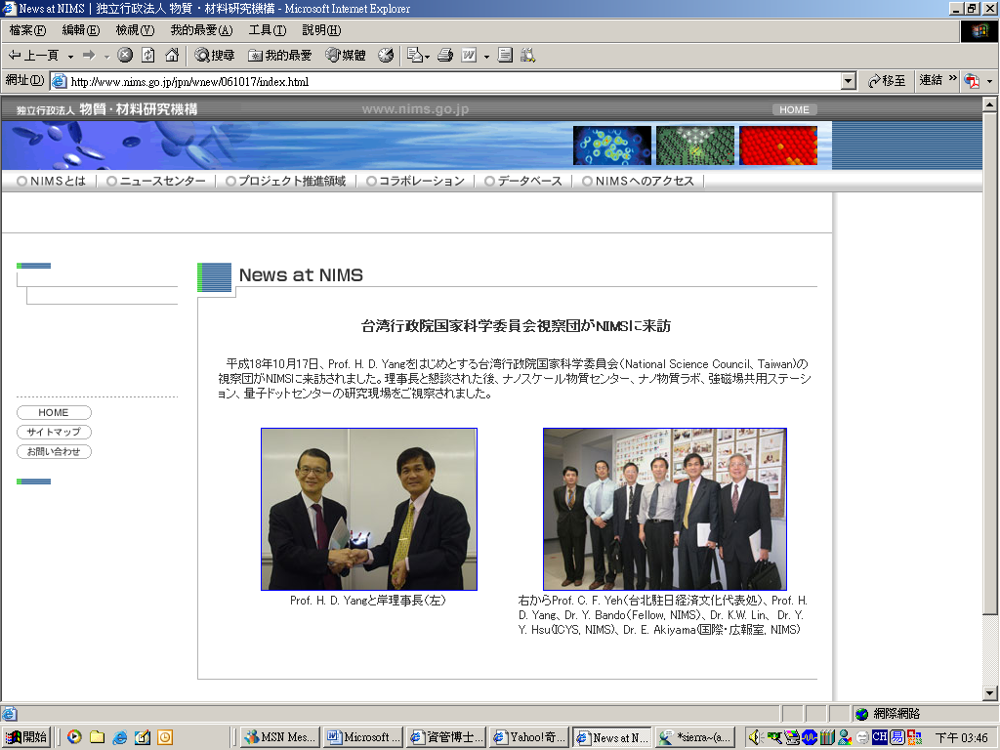 News at NIMS | 独立行政法人 物質・材料研究機構 - Microsoft Internet Explorer
檔案(F) 編輯(E) 檢視(V) 我的最愛(A) 工具(T) 說明(H)
上一頁 搜尋 我的最愛 媒體
網址(D) http://www.nims.go.jp/jpn/wnew/061017/index.html 移至 連結 »
独立行政法人 物質・材料研究機構 www.nims.go.jp HOME
NIMSとは ニュースセンター プロジェクト推進領域 コラボレーション データベース NIMSへのアクセス
News at NIMS
台湾行政院国家科学委員会視察団がNIMSに来訪
平成18年10月17日、Prof. H. D. Yangをはじめとする台湾行政院国家科学委員会(National Science Council、Taiwan)の
視察団がNIMSに来訪されました。理事長と懇談された後、ナノスケール物質センター、ナノ物質ラボ、強磁場共用ステーシ
ョン、量子ドットセンターの研究現場をご視察されました。
HOME
サイトマップ
お問い合わせ
Prof. H. D. Yangと岸理事長(左)
右からProf. C. F. Yeh(台北駐日経済文化代表処)、Prof. H.
D. Yang、Dr. Y. Bando(Fellow, NIMS)、Dr. K.W. Lin、 Dr. Y.
Y. Hsu(ICYS, NIMS)、Dr. E. Akiyama(国際・広報室, NIMS)
網際網路
開始 MSN Mes... Microsoft ... 資管博士... Yahoo!奇... News at N... *sierra~(a... CH 易 下午 03:46